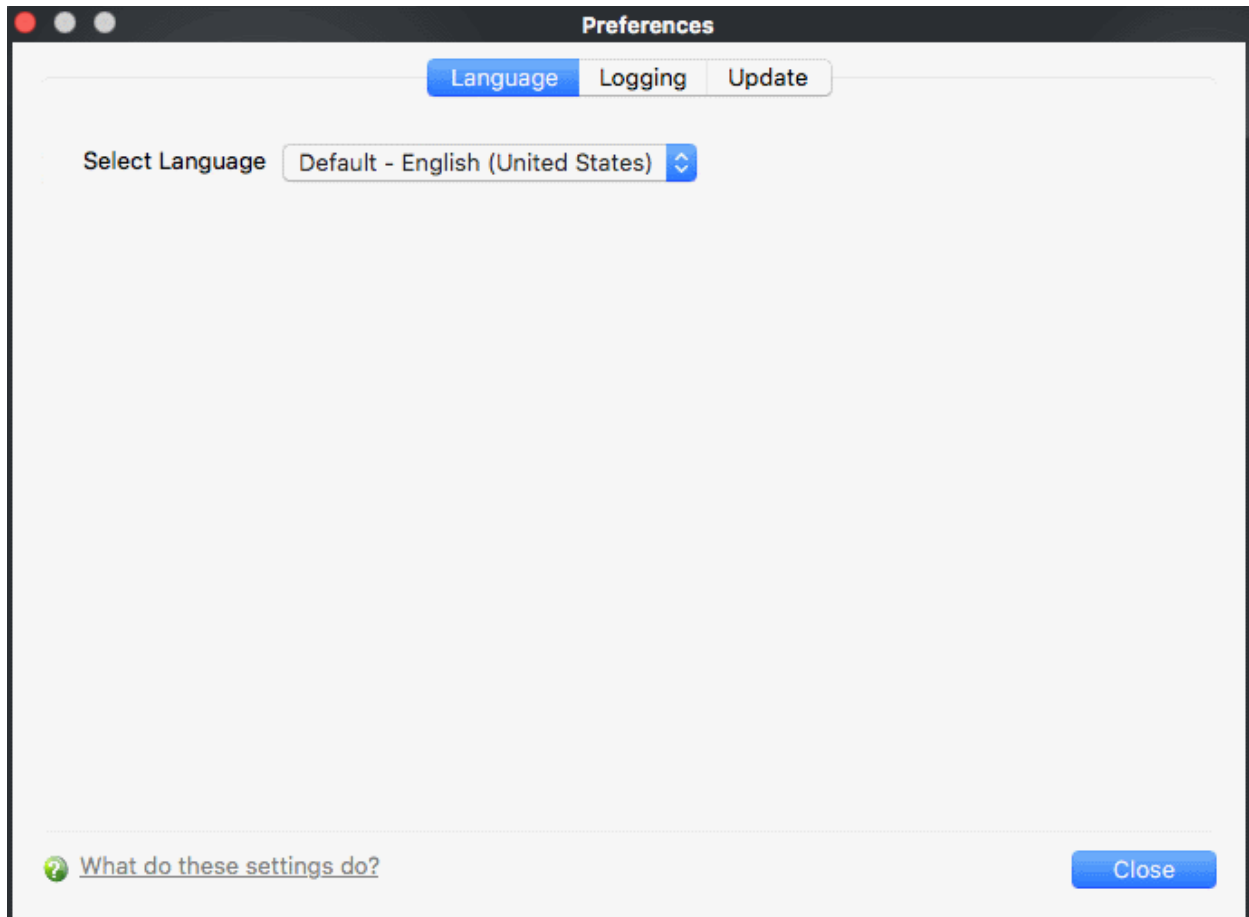 Preferences
Language Logging Update
Select Language Default - English (United States)
What do these settings do? Close